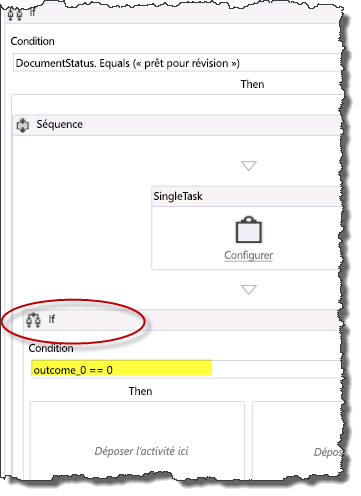 If
Condition
DocumentStatus. Equals (« prêt pour révision »)
Then
Séquence
SingleTask
Configurer
If
Condition
outcome_0 == 0
Then
Déposer l'activité ici
Dépos